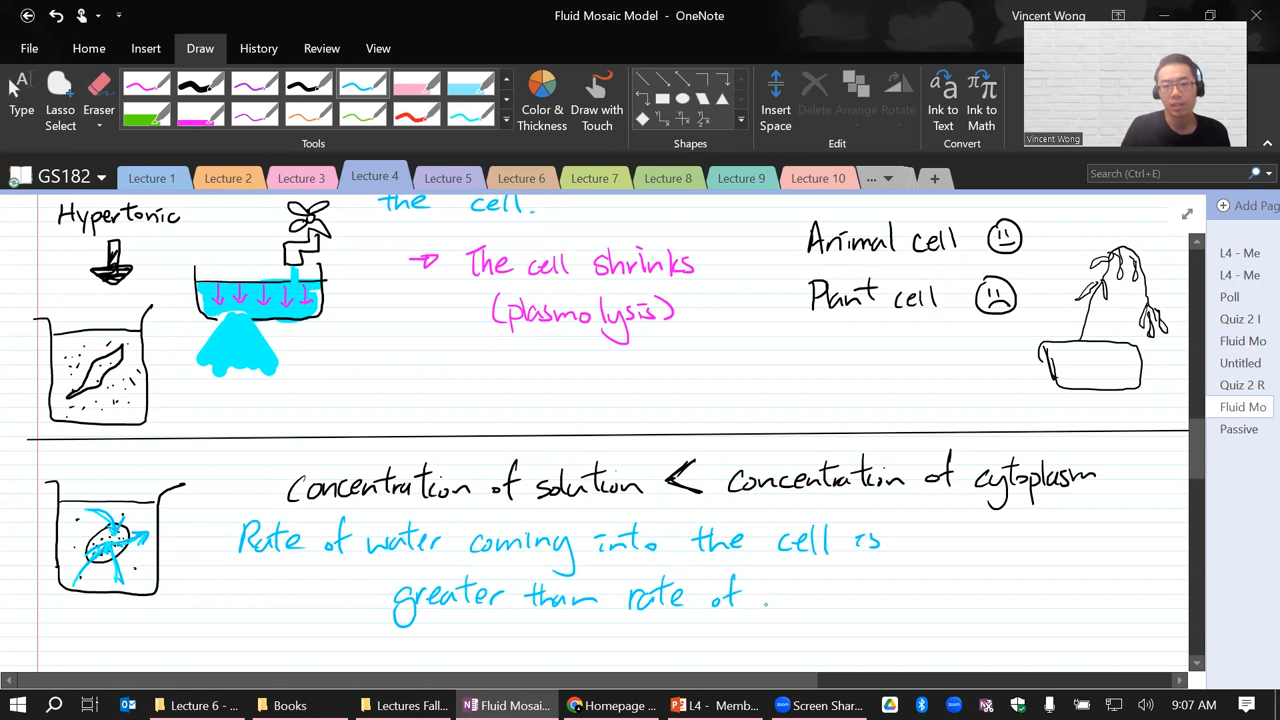 Fluid Mosaic Model - OneNote
Vincent Wong
File Home Insert Draw History Review View
Type
Lasso Select
Eraser
Color & Thickness
Draw with Touch
Insert Space
Delete Arrange Rotate
Ink to Text
Ink to Math
Tools
Shapes
Edit
Convert
Vincent Wong
GS182
Lecture 1 Lecture 2 Lecture 3 Lecture 4 Lecture 5 Lecture 6 Lecture 7 Lecture 8 Lecture 9 Lecture 10 ...
Search (Ctrl+E)
Add Pag
L4 - Me
L4 - Me
Poll
Quiz 2 I
Fluid Mo
Untitled
Quiz 2 R
Fluid Mo
Passive
Hypertonic
the cell.
→ The cell shrinks
(plasmolysis)
Animal cell
Plant cell
Concentration of solution < concentration of cytoplasm
Rate of water coming into the cell is
greater than rate of
Lecture 6 - Books Lectures Fall... Fluid Mosai... Homepage ... L4 - Memb... Screen Shar...
9:07 AM